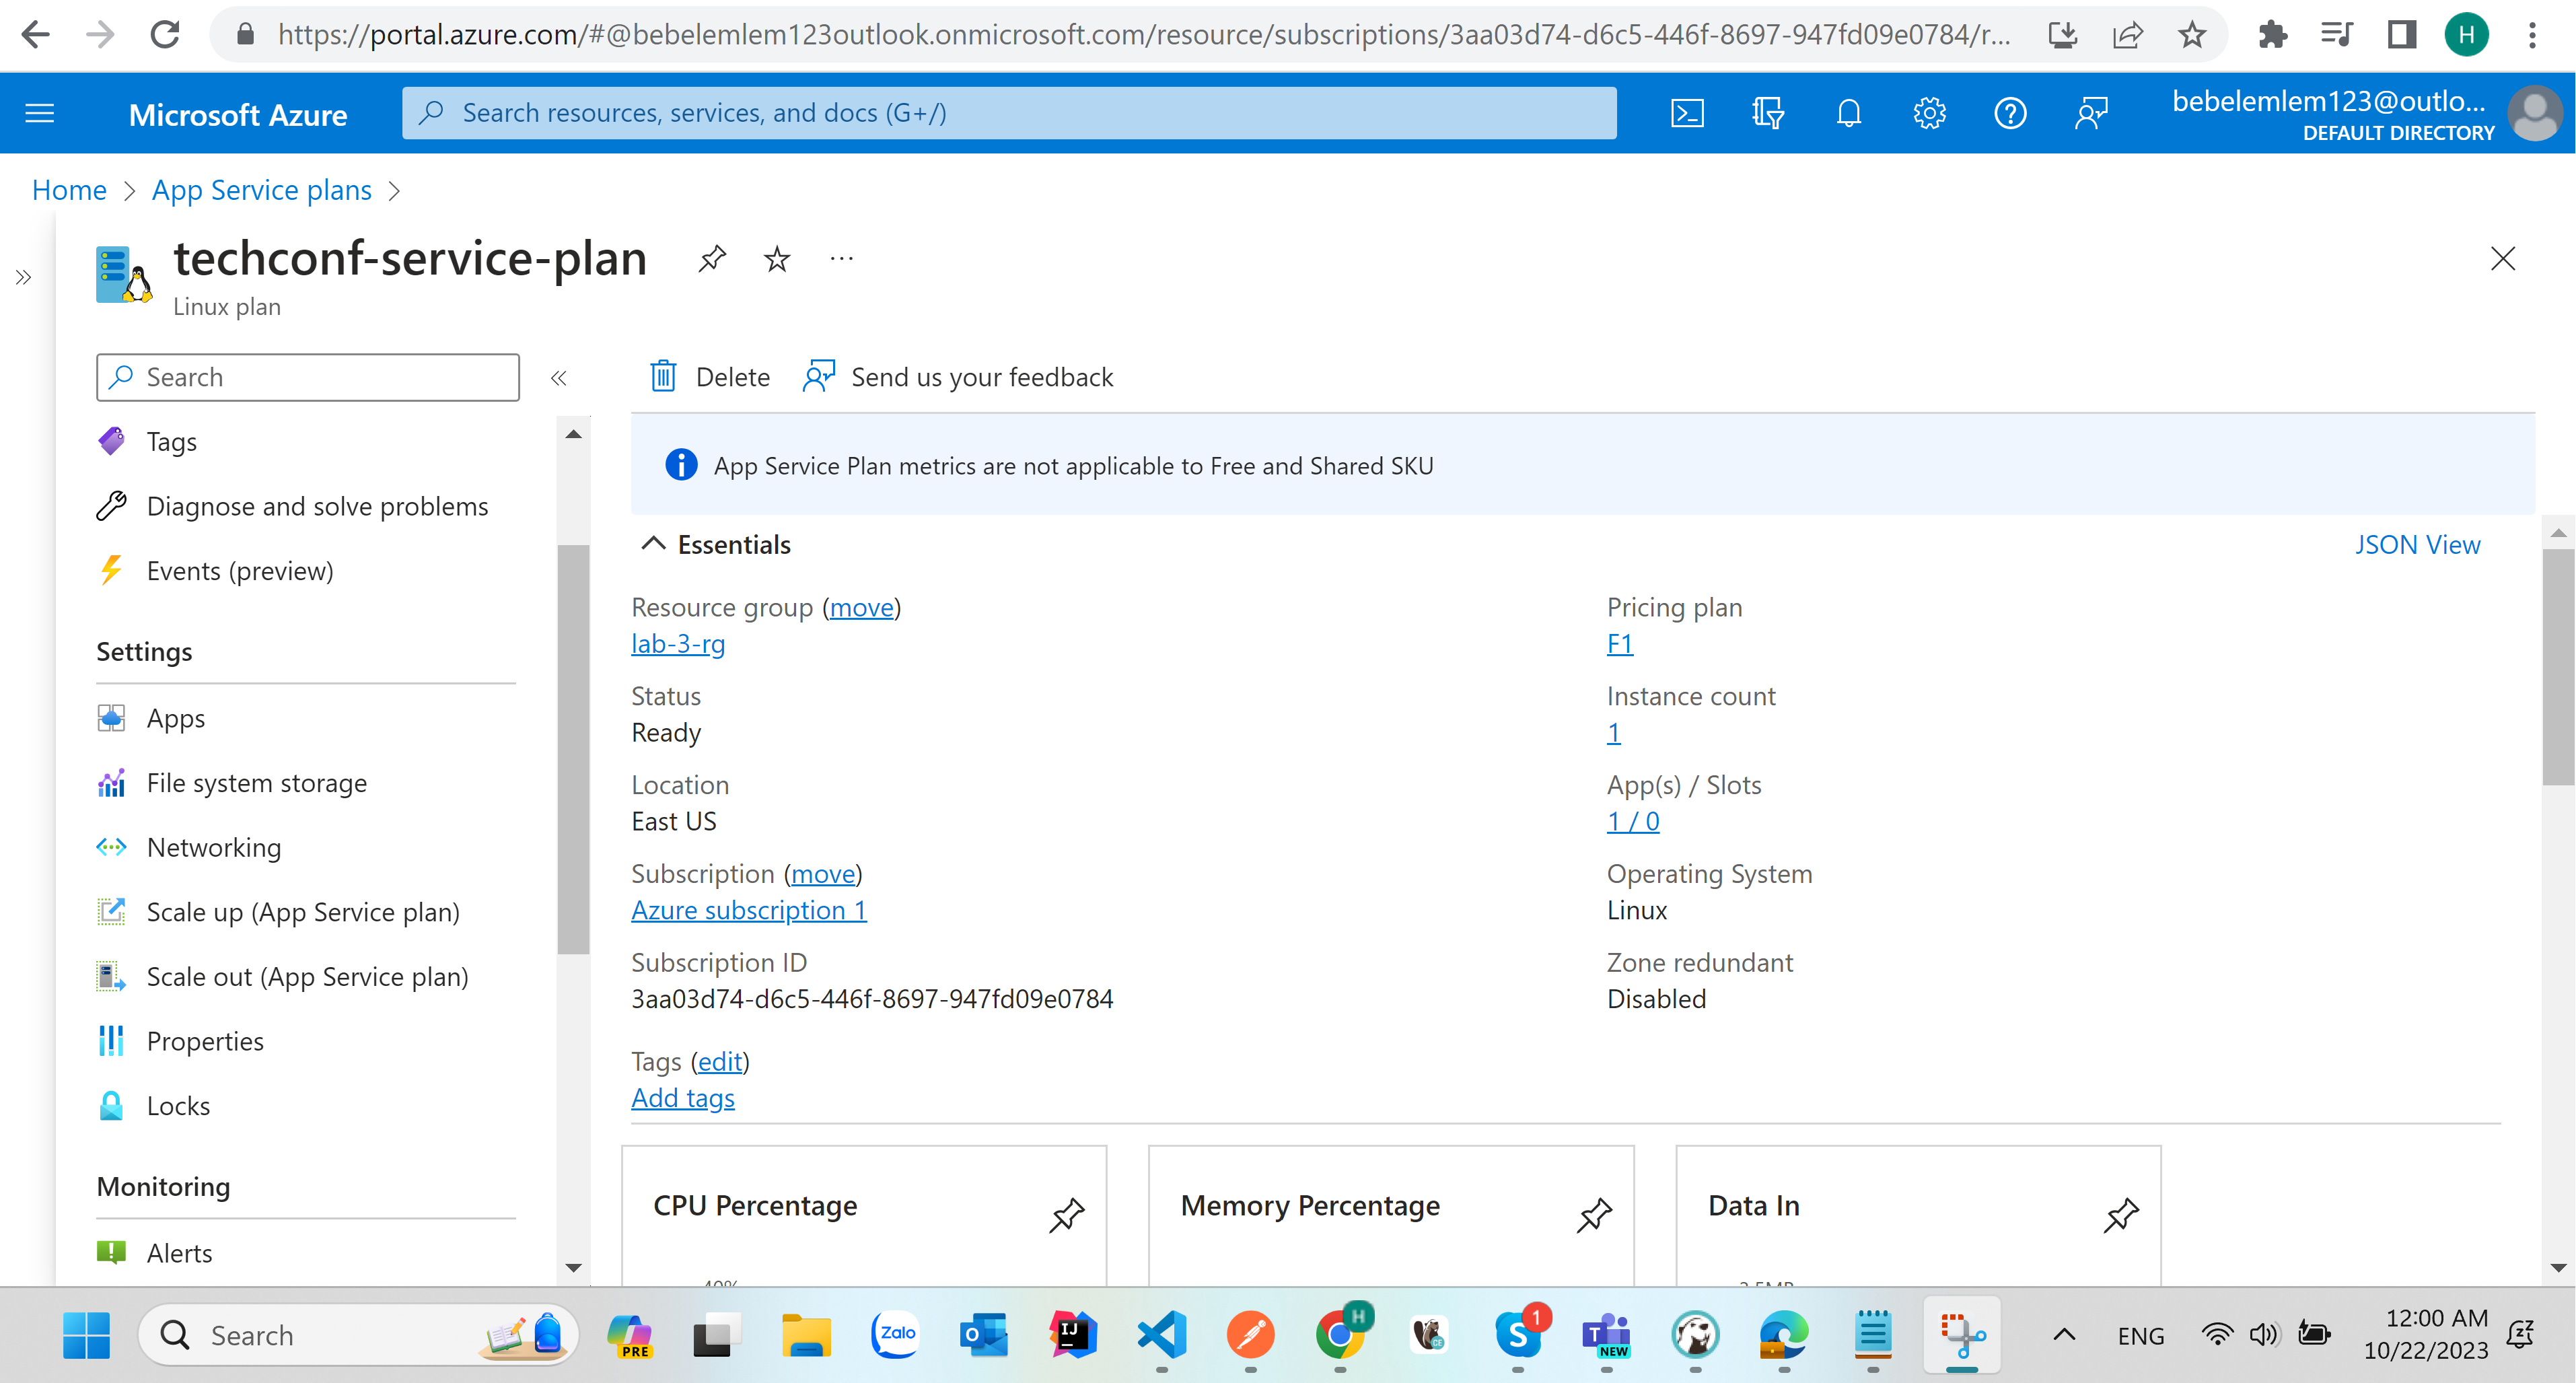 https://portal.azure.com/#@bebelemlem123outlook.onmicrosoft.com/resource/subscriptions/3aa03d74-d6c5-446f-8697-947fd09e0784/r...
H
Microsoft Azure
Search resources, services, and docs (G+/)
bebelemlem123@outlo...
DEFAULT DIRECTORY
Home > App Service plans >
techconf-service-plan
Linux plan
Search
Delete
Send us your feedback
Tags
Diagnose and solve problems
Events (preview)
Settings
Apps
File system storage
Networking
Scale up (App Service plan)
Scale out (App Service plan)
Properties
Locks
Monitoring
Alerts
App Service Plan metrics are not applicable to Free and Shared SKU
Essentials
JSON View
Resource group (move)
lab-3-rg
Status
Ready
Location
East US
Subscription (move)
Azure subscription 1
Subscription ID
3aa03d74-d6c5-446f-8697-947fd09e0784
Tags (edit)
Add tags
Pricing plan
F1
Instance count
1
App(s) / Slots
1 / 0
Operating System
Linux
Zone redundant
Disabled
CPU Percentage
Memory Percentage
Data In
Search
PRE
Zalo
IJ
H
1
NEW
ENG
12:00 AM
10/22/2023